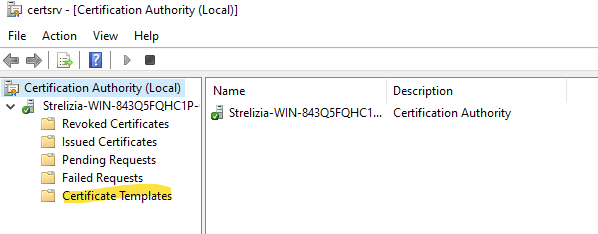 certsrv - [Certification Authority (Local)]
File Action View Help
Certification Authority (Local)
Strelizia-WIN-843Q5FQHC1P-
Revoked Certificates
Issued Certificates
Pending Requests
Failed Requests
Certificate Templates
Name Description
Strelizia-WIN-843Q5FQHC1... Certification Authority